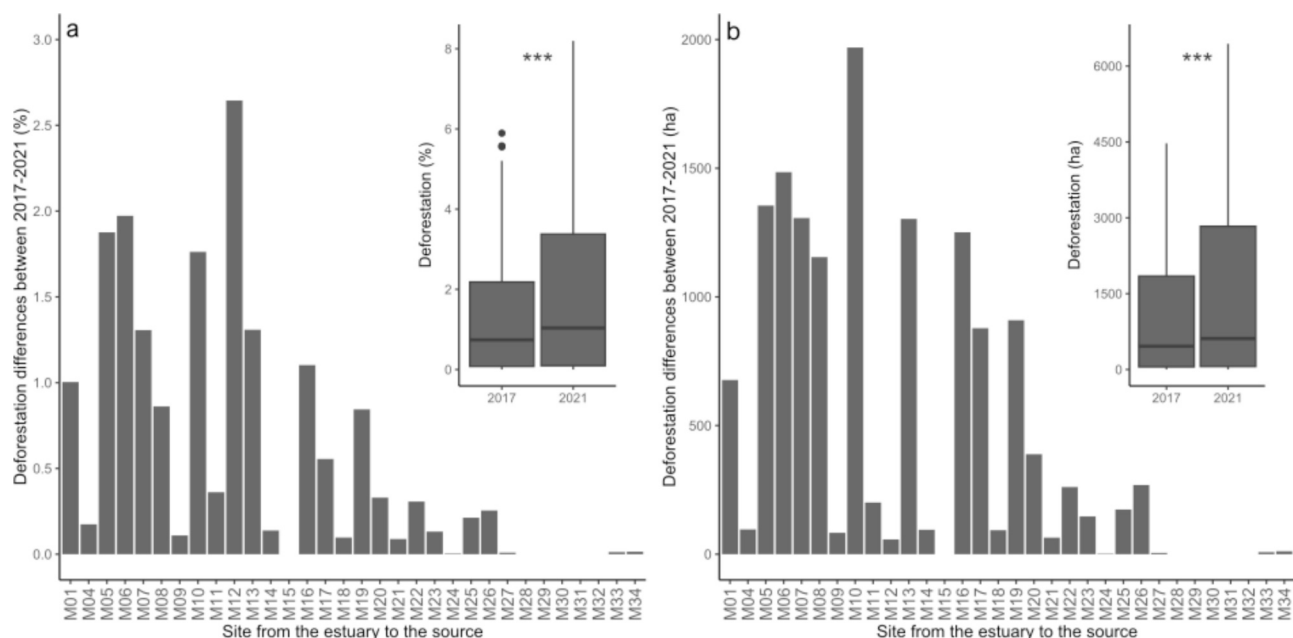 a
Deforestation differences between 2017-2021 (%)
3.0
2.5
2.0
1.5
1.0
0.5
0.0
M01 M04 M05 M06 M07 M08 M09 M10 M11 M12 M13 M14 M15 M16 M17 M18 M19 M20 M21 M22 M23 M24 M25 M26 M27 M28 M29 M30 M31 M32 M33 M34
Site from the estuary to the source
Deforestation (%)
8
6
4
2
0
***
2017 2021
b
Deforestation differences between 2017-2021 (ha)
2000
1500
1000
500
0
M01 M04 M05 M06 M07 M08 M09 M10 M11 M12 M13 M14 M15 M16 M17 M18 M19 M20 M21 M22 M23 M24 M25 M26 M27 M28 M29 M30 M31 M32 M33 M34
Site from the estuary to the source
Deforestation (ha)
6000
4500
3000
1500
0
***
2017 2021